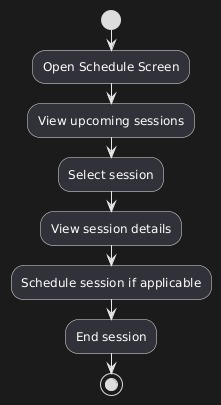 Open Schedule Screen
View upcoming sessions
Select session
View session details
Schedule session if applicable
End session